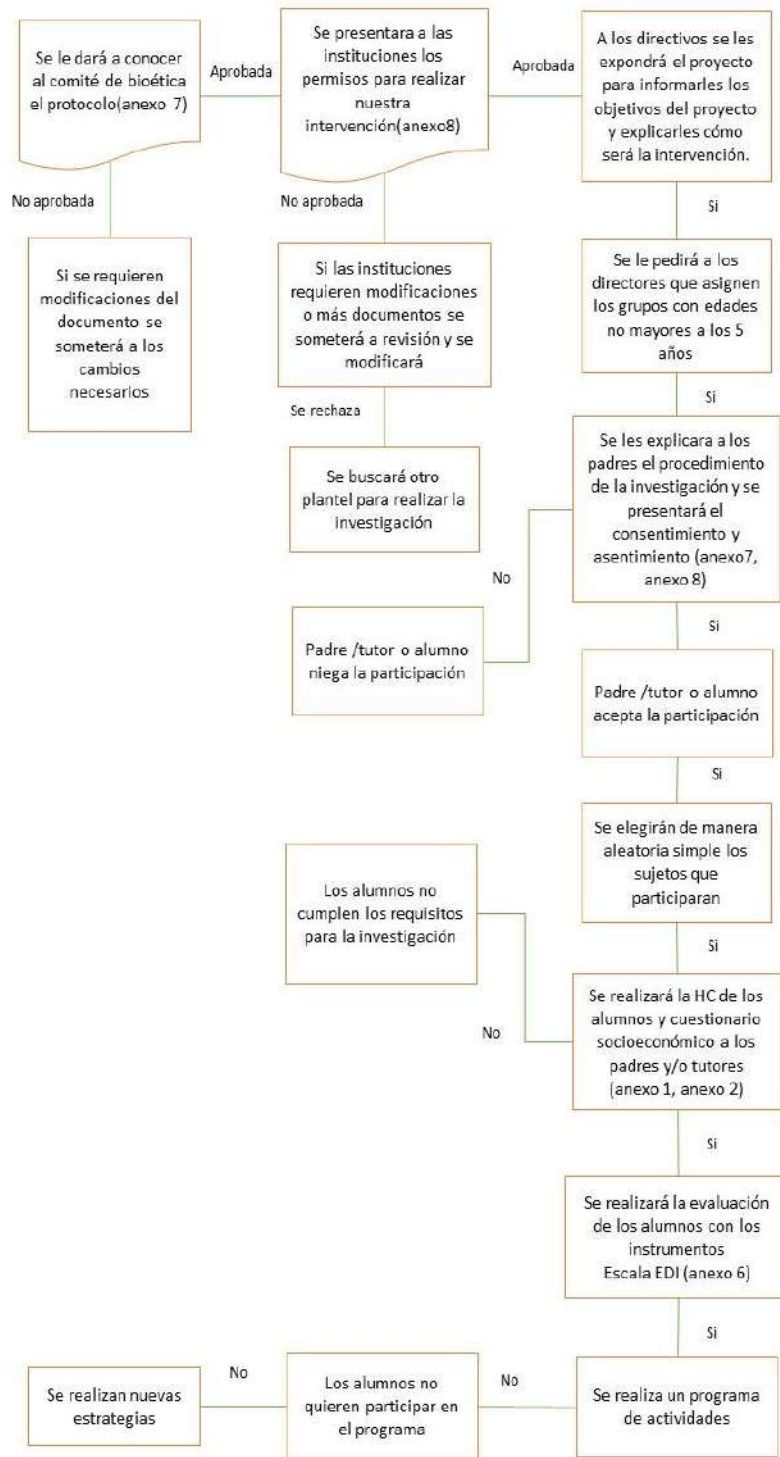 Se le dará a conocer
al comité de bioética
el protocolo(anexo 7)
Aprobada
Se presentara a las
instituciones los
permisos para realizar
nuestra
intervención(anexo8)
Aprobada
A los directivos se les
expondrá el proyecto
para informarles los
objetivos del proyecto
y explicarles cómo
será la intervención.
No aprobada
No aprobada
Si
Si se requieren
modificaciones del
documento se
someterá a los
cambios
necesarios
Si las instituciones
requieren modificaciones
o más documentos se
someterá a revisión y se
modificará
Se le pedirá a los
directores que asignen
los grupos con edades
no mayores a los 5
años
Se rechaza
Si
Se buscará otro
plantel para realizar la
investigación
Se les explicara a los
padres el procedimiento
de la investigación y se
presentará el
consentimiento y
asentimiento (anexo7,
anexo 8)
No
Si
Padre /tutor o alumno
niega la participación
Padre /tutor o alumno
acepta la participación
Si
Se elegirán de manera
aleatoria simple los
sujetos que
participaran
Los alumnos no
cumplen los requisitos
para la investigación
Si
No
Se realizará la HC de los
alumnos y cuestionario
socioeconómico a los
padres y/o tutores
(anexo 1, anexo 2)
Si
Se realizará la evaluación
de los alumnos con los
instrumentos
Escala EDI (anexo 6)
Si
Se realizan nuevas
estrategias
No
Los alumnos no
quieren participar en
el programa
No
Se realiza un programa
de actividades